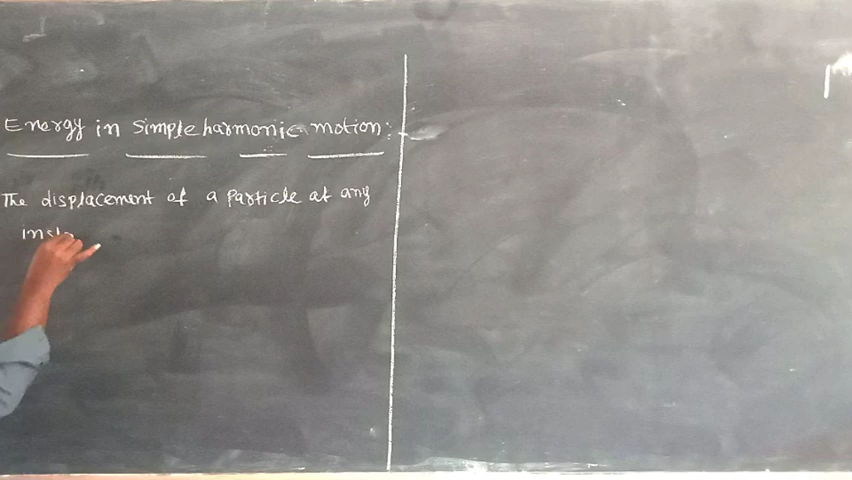 Energy in simple harmonic motion:-
The displacement of a particle at any